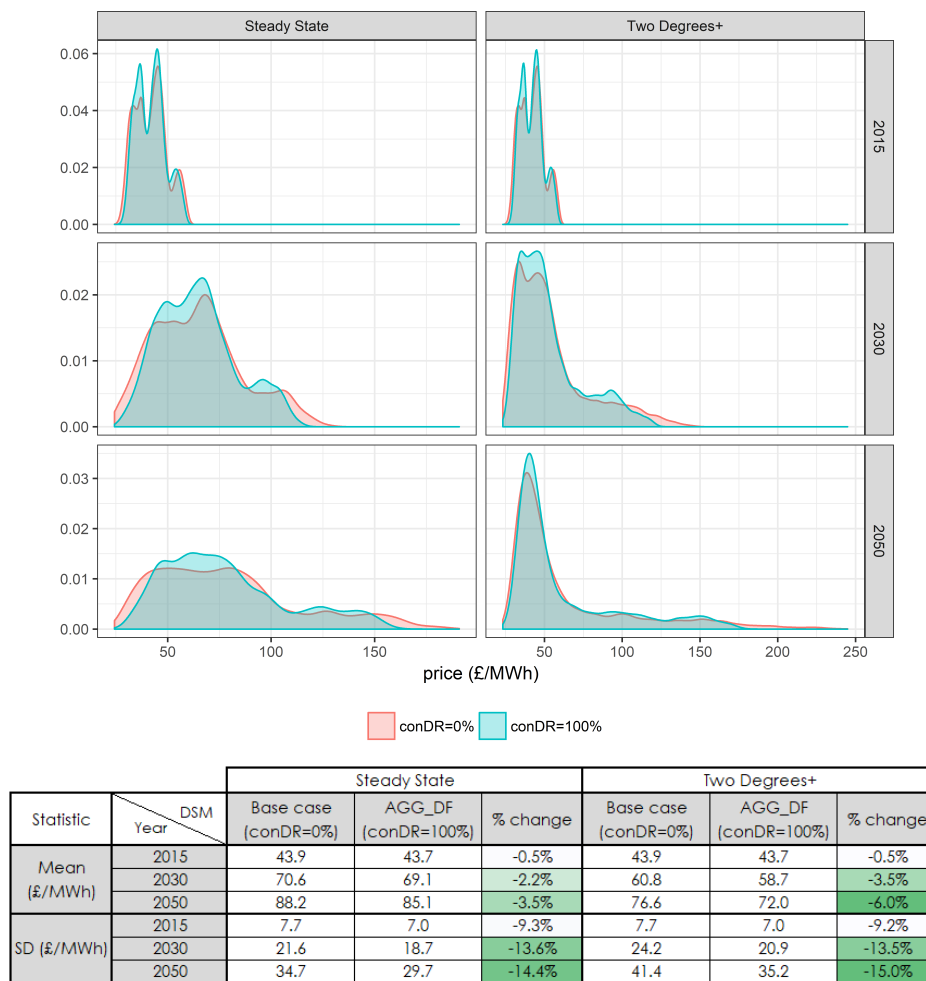 Steady State Two Degrees+
0.06
0.04
0.02
0.00
2015
0.02
0.01
0.00
2030
0.03
0.02
0.01
0.00
2050
50 100 150 50 100 150 200 250
price (£/MWh)
conDR=0% conDR=100%
Steady State Two Degrees+
Statistic DSM Year Base case (conDR=0%) AGG_DF (conDR=100%) % change Base case (conDR=0%) AGG_DF (conDR=100%) % change
Mean (£/MWh)
2015 43.9 43.7 -0.5% 43.9 43.7 -0.5%
2030 70.6 69.1 -2.2% 60.8 58.7 -3.5%
2050 88.2 85.1 -3.5% 76.6 72.0 -6.0%
SD (£/MWh)
2015 7.7 7.0 -9.3% 7.7 7.0 -9.2%
2030 21.6 18.7 -13.6% 24.2 20.9 -13.5%
2050 34.7 29.7 -14.4% 41.4 35.2 -15.0%